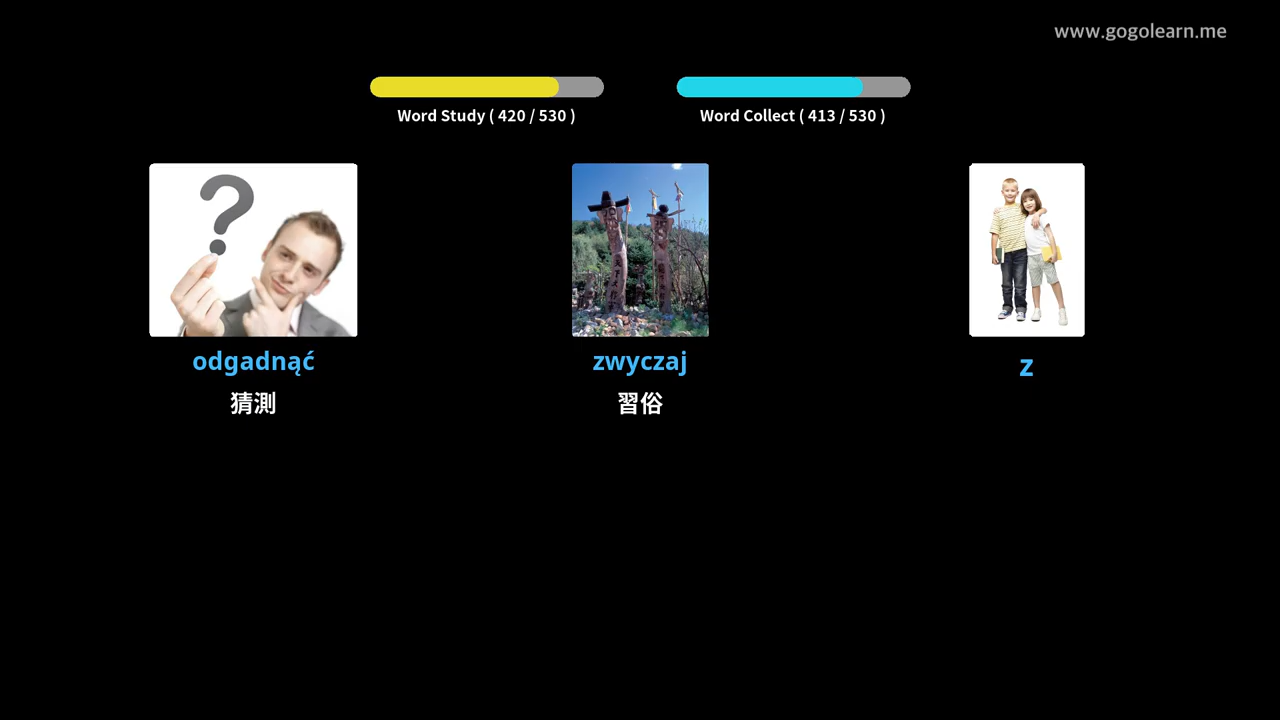 www.gogolearn.me
Word Study ( 420 / 530 )
Word Collect ( 413 / 530 )
odgadnąć
猜測
zwyczaj
習俗
z